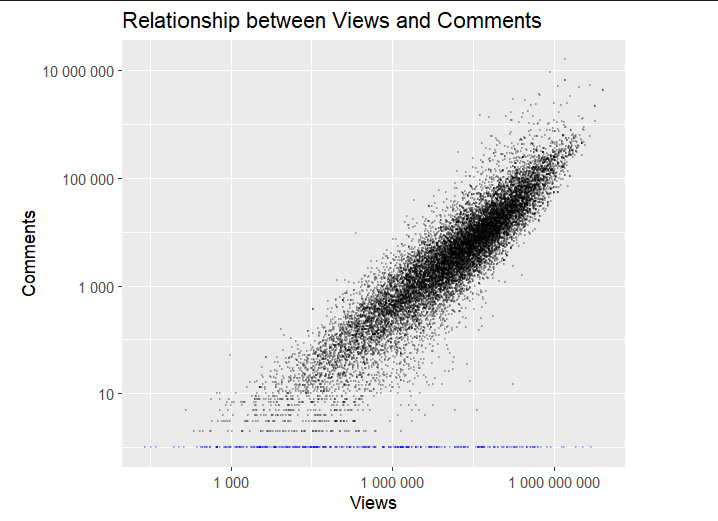 Relationship between Views and Comments
10 000 000
100 000
1 000
10
Comments
1 000
1 000 000
1 000 000 000
Views